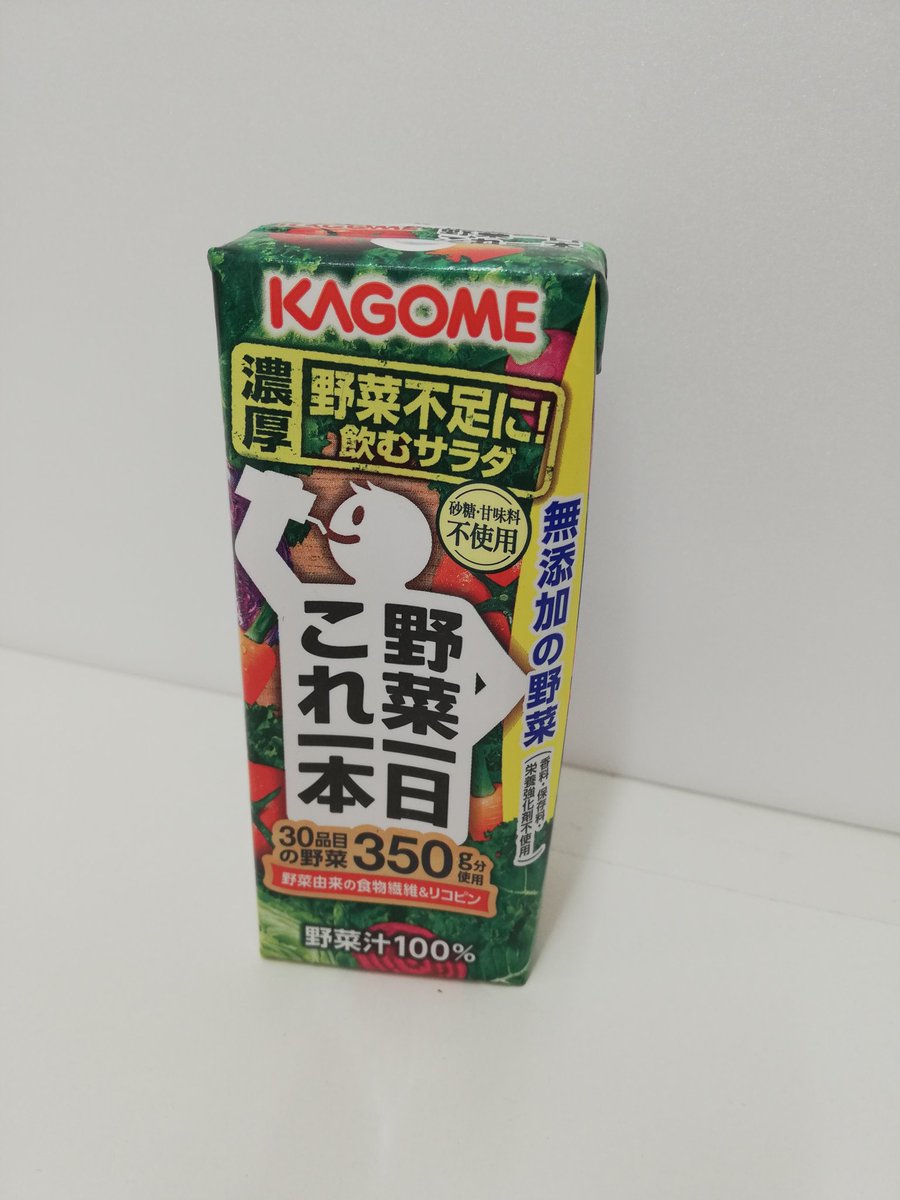 KAGOME
濃厚
野菜不足に!
飲むサラダ
砂糖・甘味料
不使用
無添加の野菜
(香料・保存料・
栄養強化剤不使用)
野菜一日
これ一本
30品目
の野菜
350g分
使用
野菜由来の食物繊維&リコピン
野菜汁100%